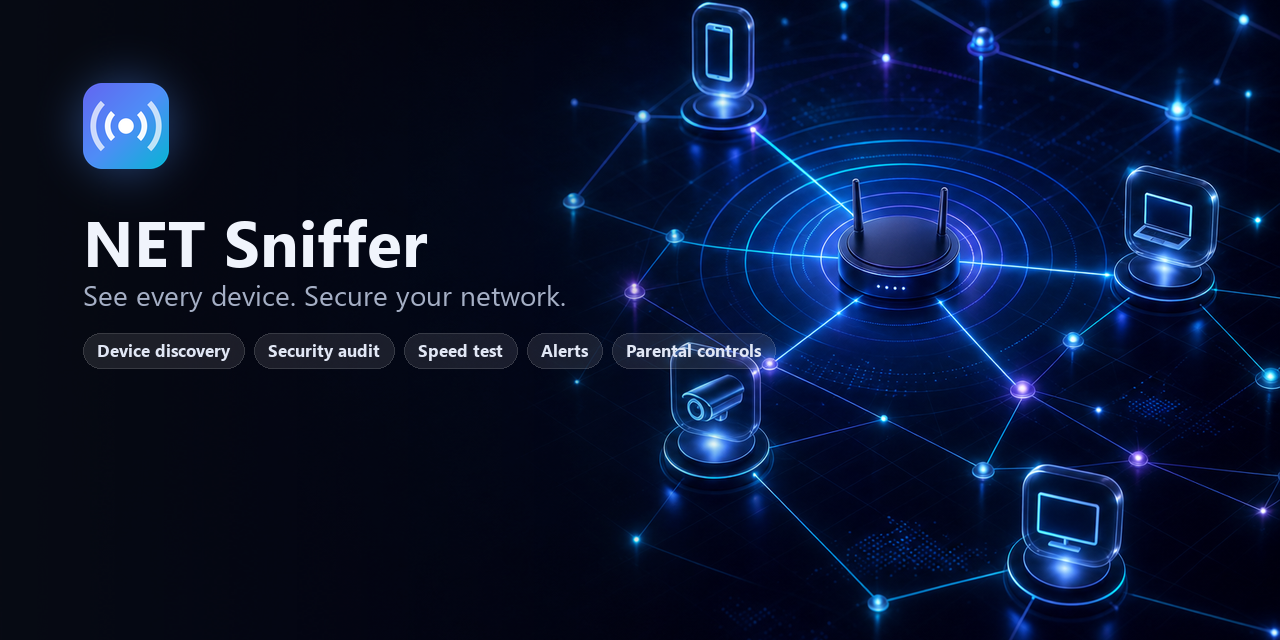 NET Sniffer
See every device. Secure your network.
Device discovery Security audit Speed test Alerts Parental controls